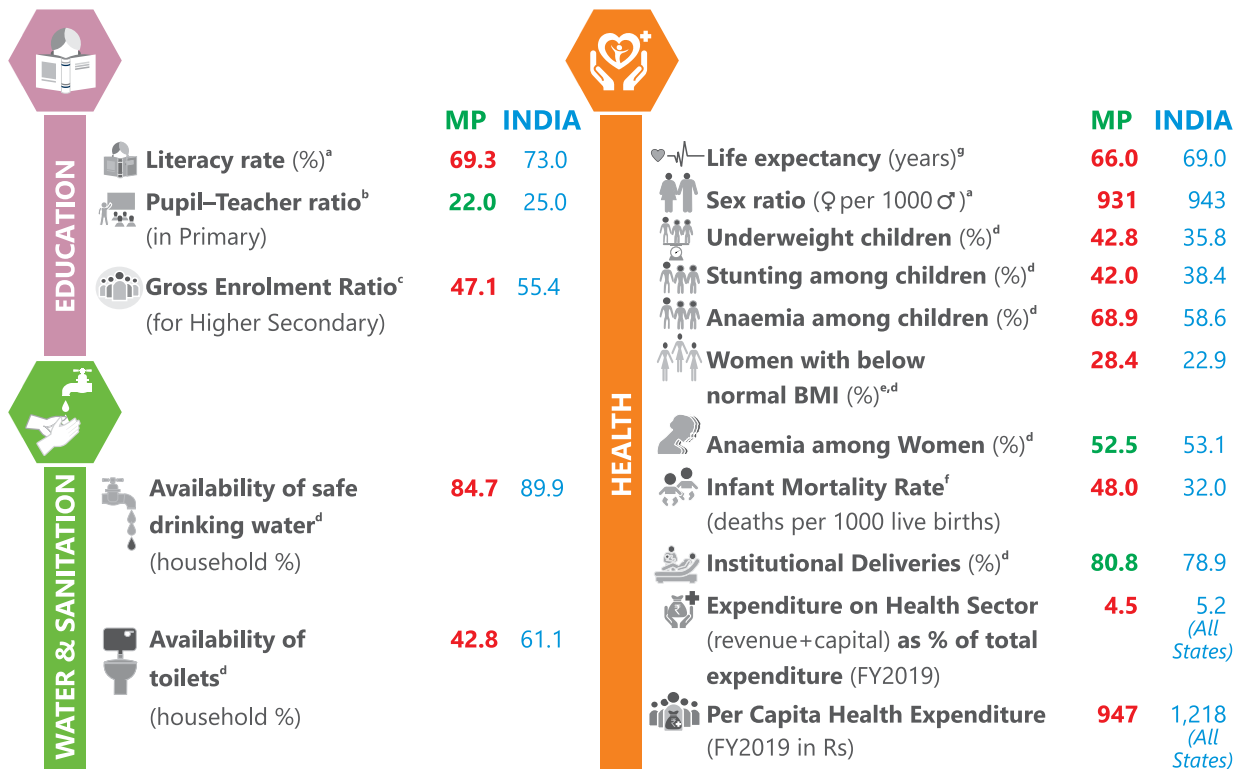 EDUCATION
MP INDIA
Literacy rate (%)ᵃ 69.3 73.0
Pupil–Teacher ratioᵇ 22.0 25.0
(in Primary)
Gross Enrolment Ratioᶜ 47.1 55.4
(for Higher Secondary)
WATER & SANITATION
Availability of safe 84.7 89.9
drinking waterᵈ
(household %)
Availability of 42.8 61.1
toiletsᵈ
(household %)
HEALTH
MP INDIA
Life expectancy (years)ᵍ 66.0 69.0
Sex ratio (♀ per 1000 ♂)ᵃ 931 943
Underweight children (%)ᵈ 42.8 35.8
Stunting among children (%)ᵈ 42.0 38.4
Anaemia among children (%)ᵈ 68.9 58.6
Women with below 28.4 22.9
normal BMI (%)ᵉ,ᵈ
Anaemia among Women (%)ᵈ 52.5 53.1
Infant Mortality Rateᶠ 48.0 32.0
(deaths per 1000 live births)
Institutional Deliveries (%)ᵈ 80.8 78.9
Expenditure on Health Sector 4.5 5.2
(revenue+capital) as % of total (All
expenditure (FY2019) States)
Per Capita Health Expenditure 947 1,218
(FY2019 in Rs) (All
States)